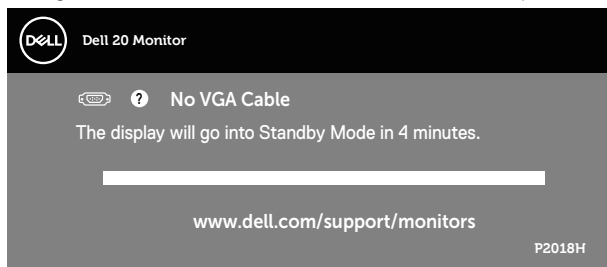 DELL
Dell 20 Monitor
? No VGA Cable
The display will go into Standby Mode in 4 minutes.
www.dell.com/support/monitors
P2018H